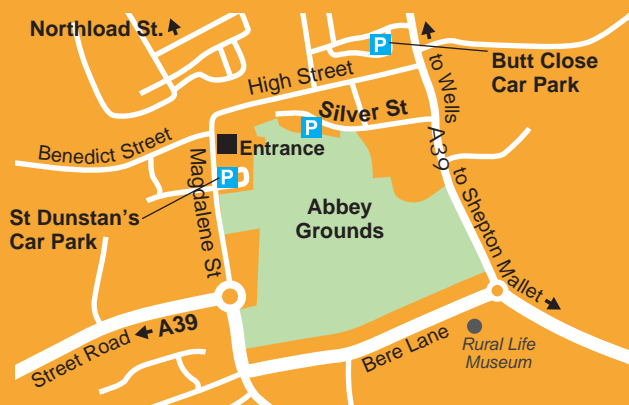 Northload St.
P
Butt Close
Car Park
to Wells
High Street
Silver St
P
A39
Benedict Street
Entrance
Magdalene St
P
to Shepton Mallet
St Dunstan's
Car Park
Abbey
Grounds
Street Road
A39
Bere Lane
Rural Life
Museum